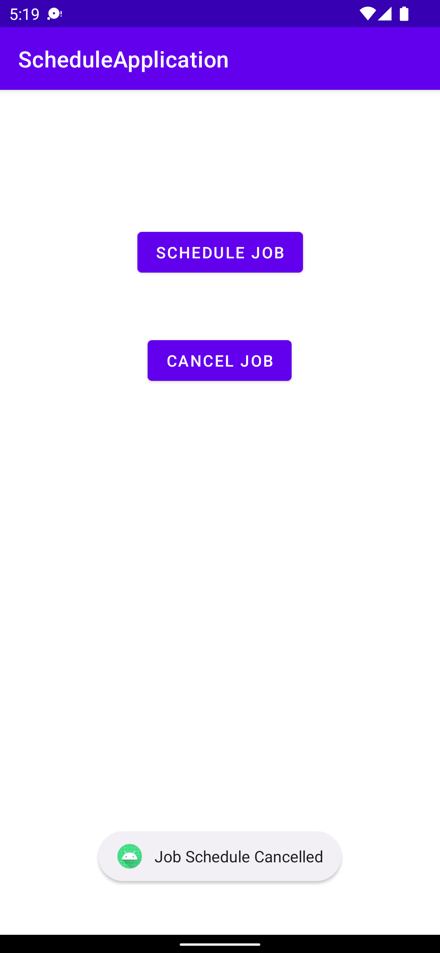 5:19
ScheduleApplication
SCHEDULE JOB
CANCEL JOB
Job Schedule Cancelled